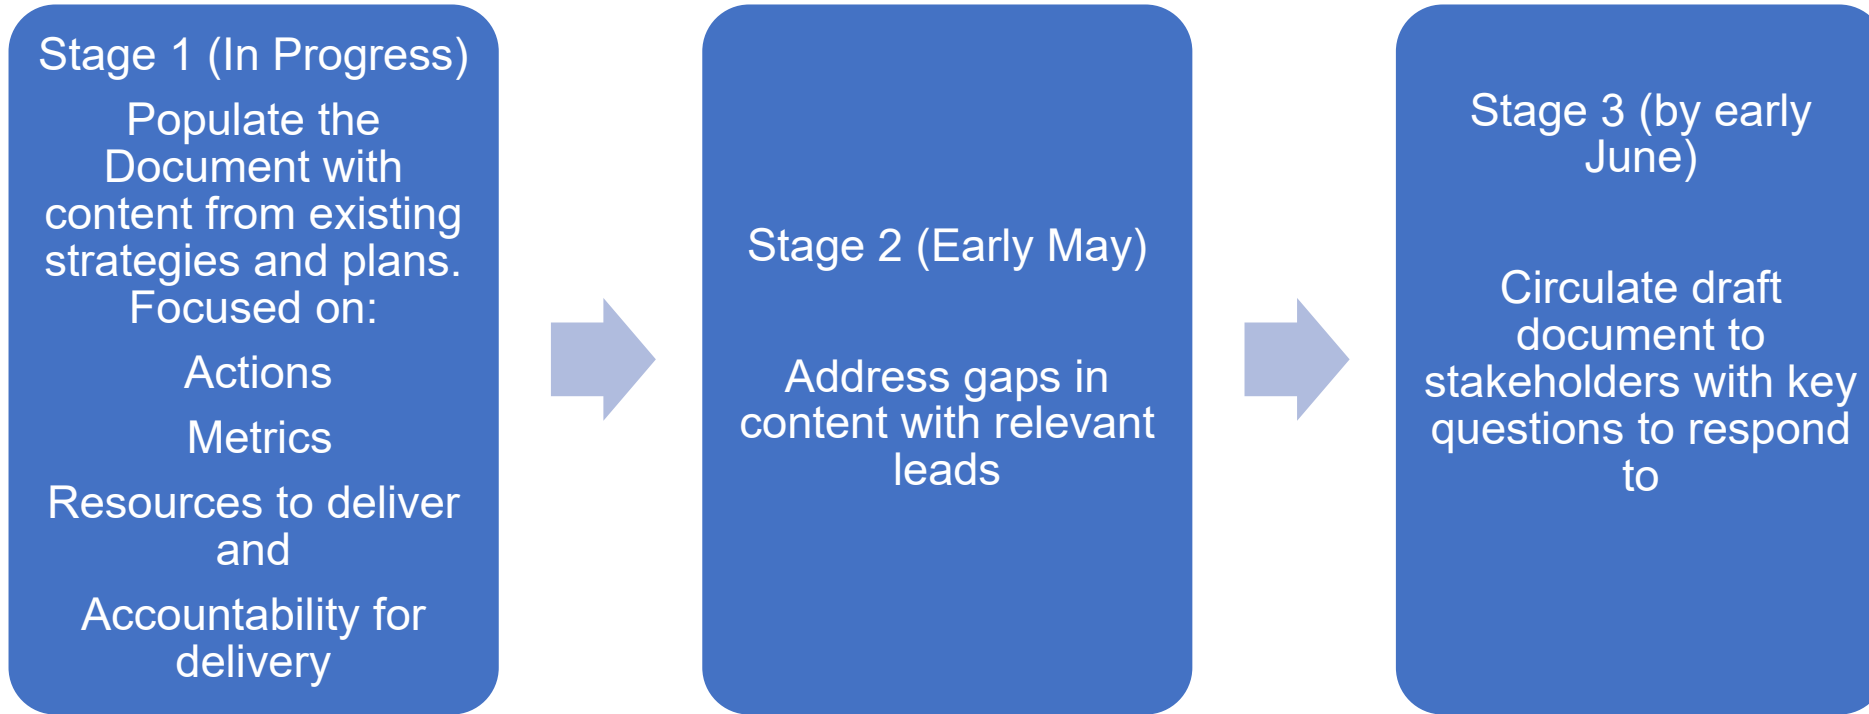 Stage 1 (In Progress)
Populate the
Document with
content from existing
strategies and plans.
Focused on:
Actions
Metrics
Resources to deliver
and
Accountability for
delivery
Stage 2 (Early May)
Address gaps in
content with relevant
leads
Stage 3 (by early
June)
Circulate draft
document to
stakeholders with key
questions to respond
to